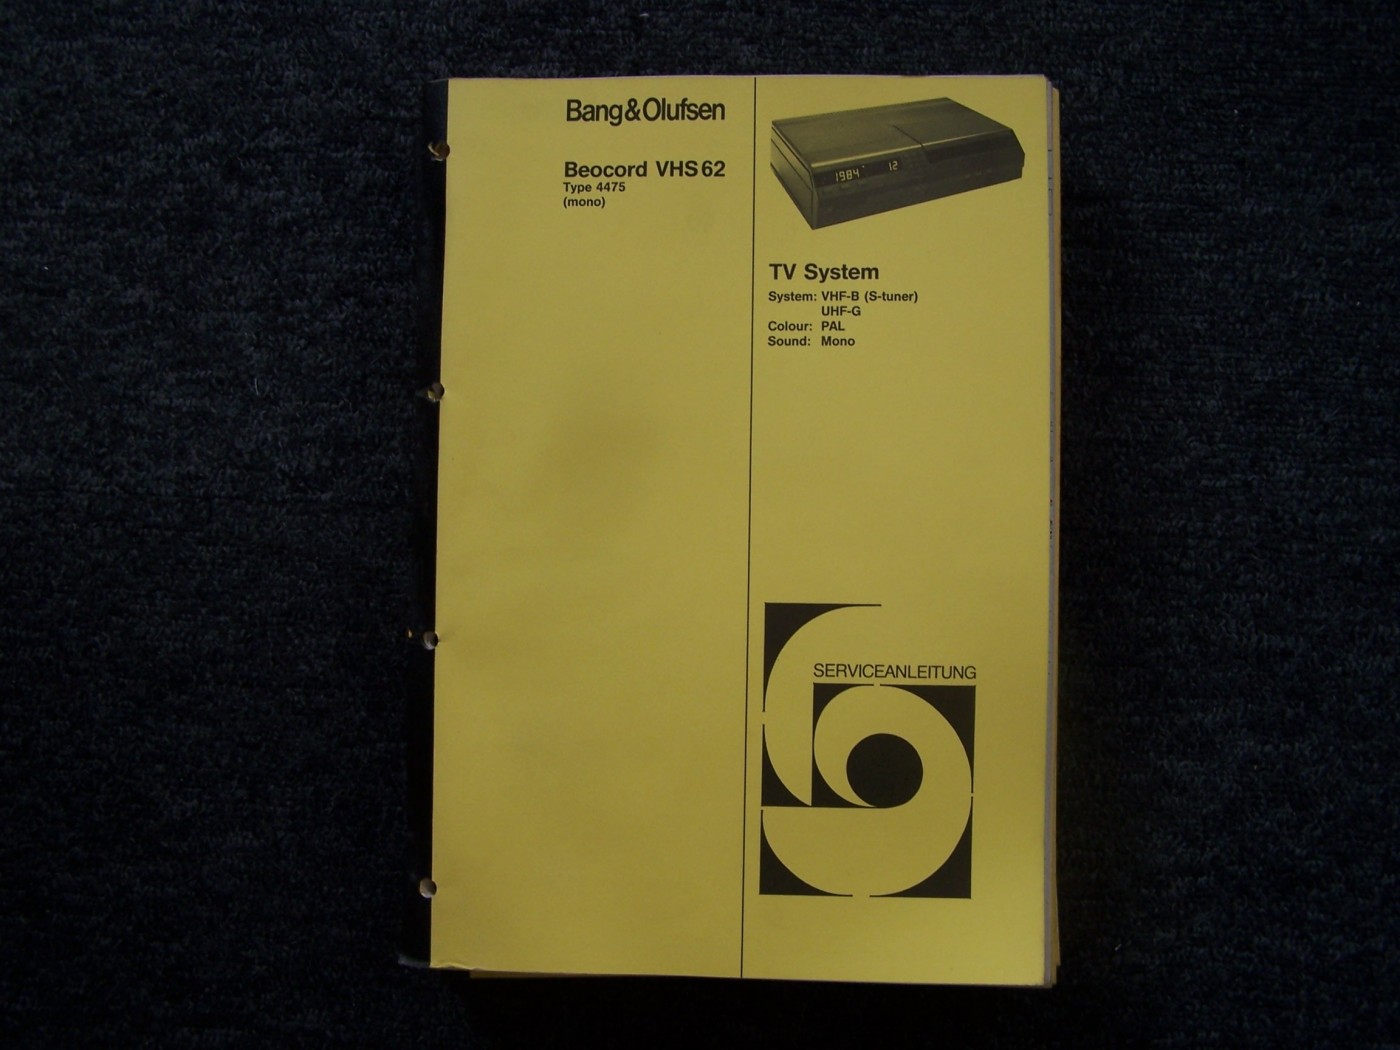 Bang&Olufsen
Beocord VHS 62
Type 4475
(mono)
1984 12
TV System
System: VHF-B (S-tuner)
UHF-G
Colour: PAL
Sound: Mono
SERVICEANLEITUNG